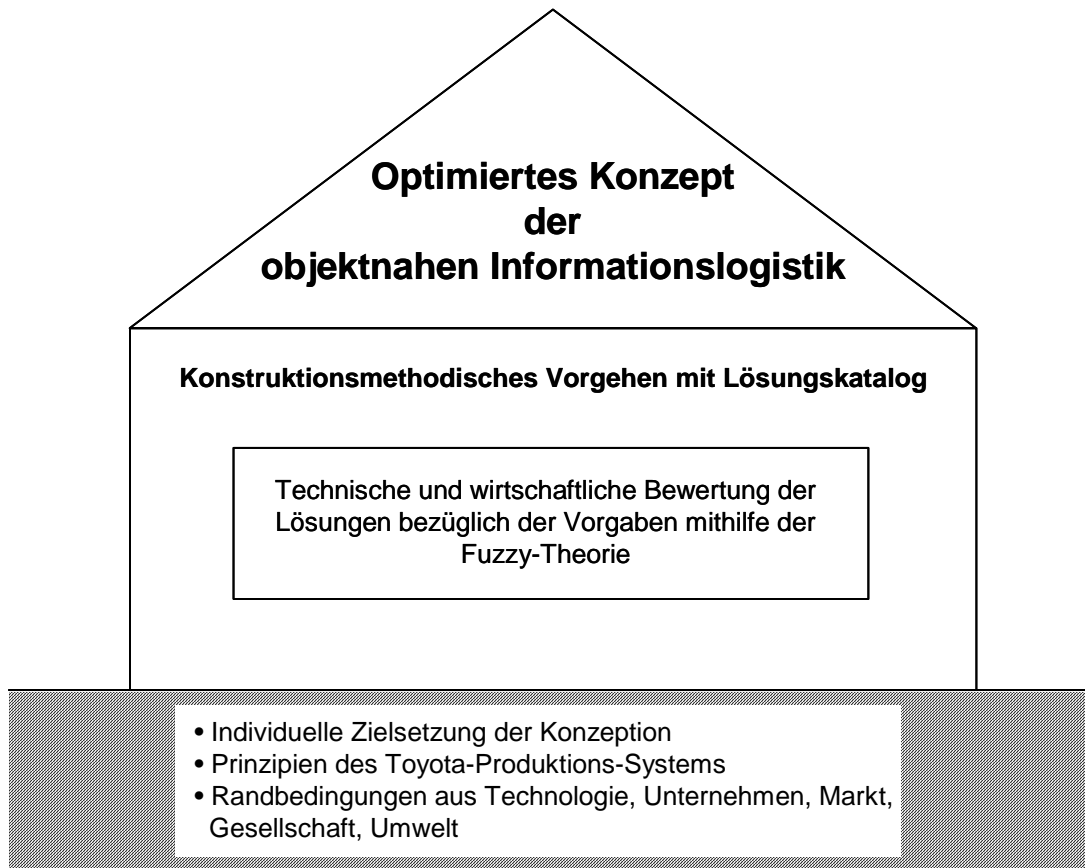 Optimiertes Konzept
der
objektnahen Informationslogistik
Konstruktionsmethodisches Vorgehen mit Lösungskatalog
Technische und wirtschaftliche Bewertung der
Lösungen bezüglich der Vorgaben mithilfe der
Fuzzy-Theorie
• Individuelle Zielsetzung der Konzeption
• Prinzipien des Toyota-Produktions-Systems
• Randbedingungen aus Technologie, Unternehmen, Markt,
Gesellschaft, Umwelt